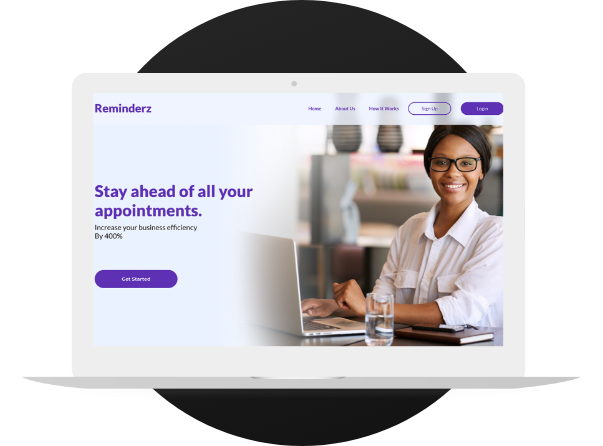 Reminderz
Home
About Us
How It Works
Sign Up
Login
Stay ahead of all your
appointments.
Increase your business efficiency
By 400%
Get Started